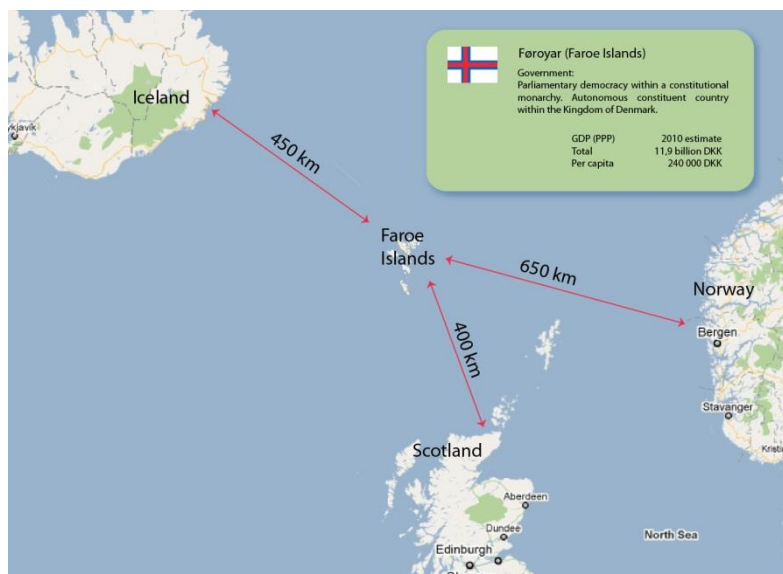 Føroyar (Faroe Islands)
Government:
Parliamentary democracy within a constitutional
monarchy. Autonomous constituent country
within the Kingdom of Denmark.
GDP (PPP) 2010 estimate
Total 11,9 billion DKK
Per capita 240 000 DKK
Iceland
ykjavik
450 km
Faroe
Islands
650 km
Norway
400 km
Bergen
Stavanger
Kristi
Scotland
Aberdeen
Dundee
North Sea
Edinburgh